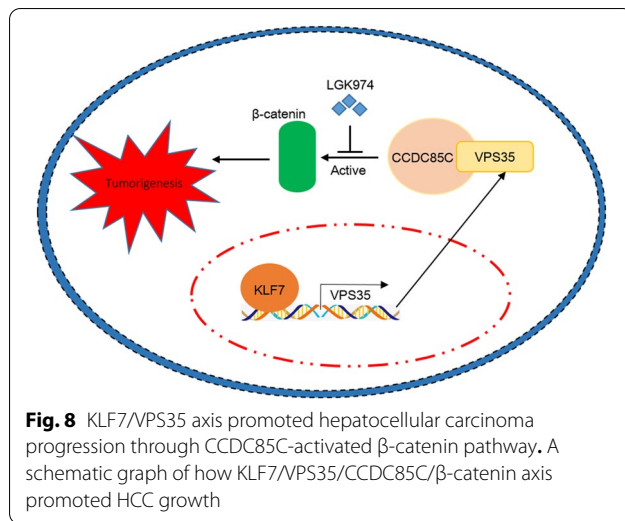 LGK974
β-catenin
CCDC85C
VPS35
Active
Tumorigenesis
KLF7
VPS35
Fig. 8 KLF7/VPS35 axis promoted hepatocellular carcinoma
progression through CCDC85C-activated β-catenin pathway. A
schematic graph of how KLF7/VPS35/CCDC85C/β-catenin axis
promoted HCC growth